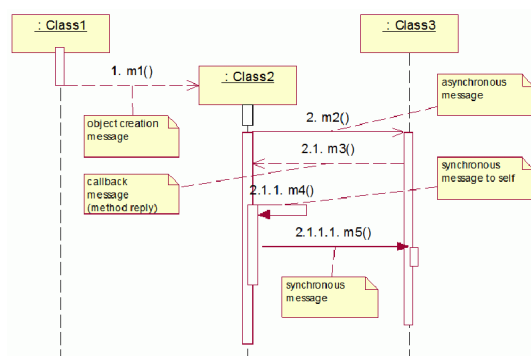 : Class1
: Class3
1. m1()
: Class2
asynchronous
message
object creation
message
2. m2()
2.1. m3()
callback
message
(method reply)
synchronous
message to self
2.1.1. m4()
2.1.1.1. m5()
synchronous
message